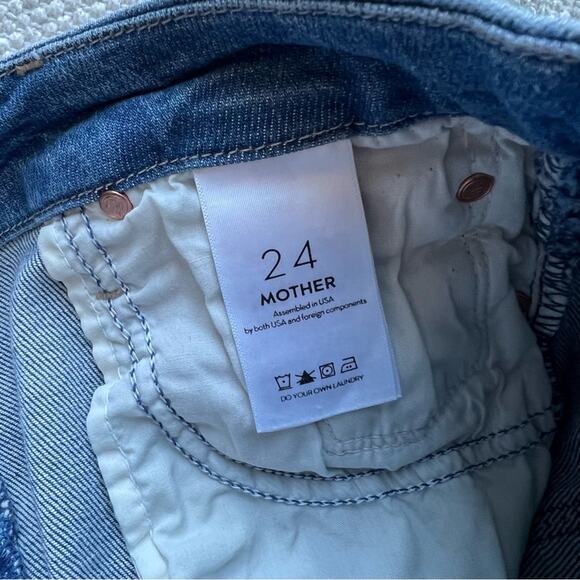 24
MOTHER
Assembled in USA
by both USA and foreign components
DO YOUR OWN LAUNDRY